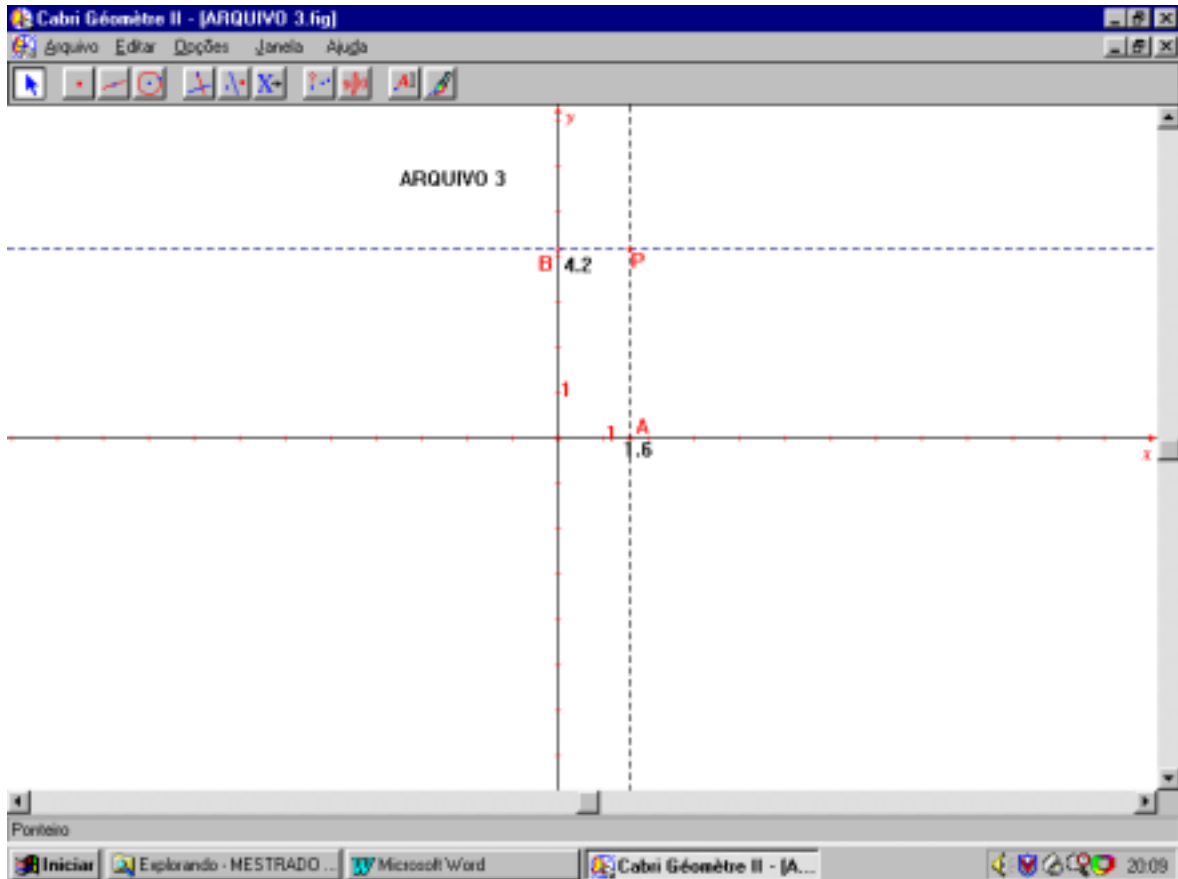 Cabri Géomètre II - [ARQUIVO 3.fig]
Arquivo Editar Opções Janela Ajuda
y
ARQUIVO 3
B 4.2 P
1
1 A
1.6
x
Ponteiro
Iniciar Explorando - MESTRADO ... Microsoft Word Cabri Géomètre II - [A... 20:09